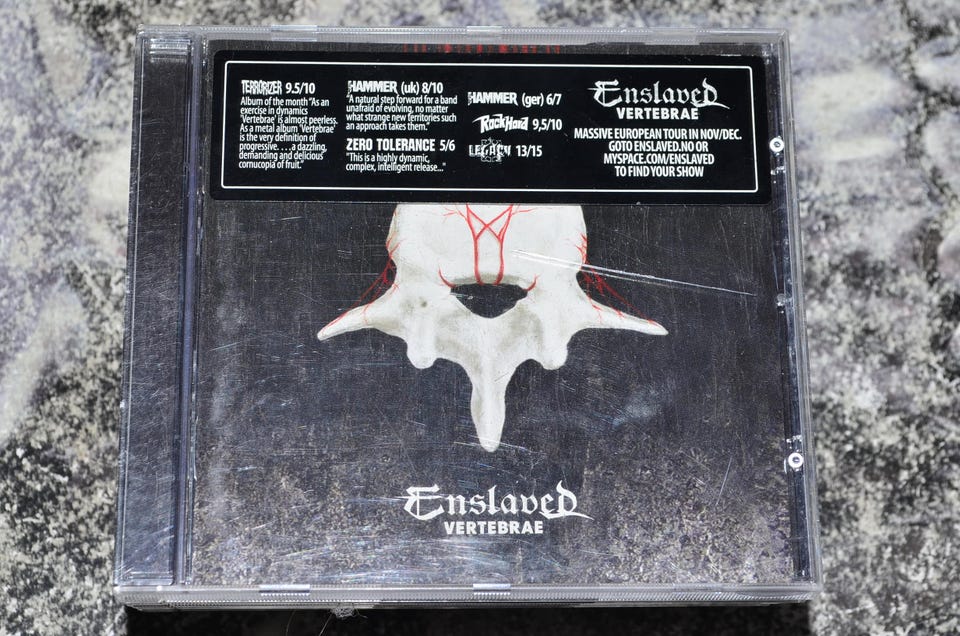 TERRORIZER 9.5/10
Album of the month "As an
exercise in dynamics
'Vertebrae' is almost peerless.
As a metal album 'Vertebrae'
is the very definition of
progressive. . . .a dazzling,
demanding and delicious
cornucopia of fruit."
HAMMER (uk) 8/10
"A natural step forward for a band
unafraid of evolving, no matter
what strange new territories such
an approach takes them."
ZERO TOLERANCE 5/6
"This is a highly dynamic,
complex, intelligent release..."
HAMMER (ger) 6/7
RockHard 9,5/10
LEGACY 13/15
Enslaved
VERTEBRAE
MASSIVE EUROPEAN TOUR IN NOV/DEC.
GOTO ENSLAVED.NO OR
MYSPACE.COM/ENSLAVED
TO FIND YOUR SHOW
Enslaved
VERTEBRAE